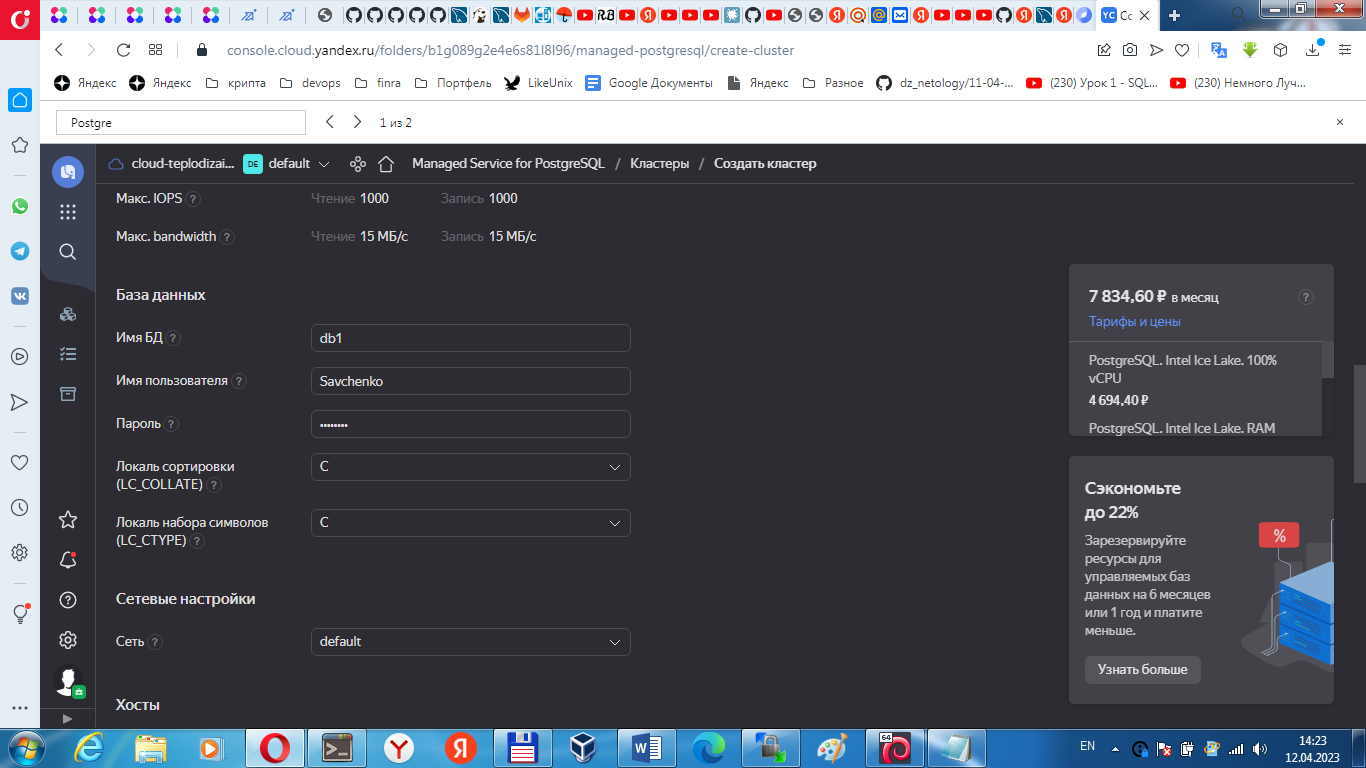 Сс
console.cloud.yandex.ru/folders/b1g089g2e4e6s81l8l96/managed-postgresql/create-cluster
Яндекс
Яндекс
крипта
devops
finra
Портфель
LikeUnix
Google Документы
Яндекс
Разное
dz_netology/11-04-...
(230) Урок 1 - SQL...
(230) Немного Луч...
Postgre
1 из 2
cloud-teplodizai...
DE
default
Managed Service for PostgreSQL / Кластеры / Создать кластер
Макс. IOPS ? Чтение 1000 Запись 1000
Макс. bandwidth ? Чтение 15 МБ/с Запись 15 МБ/с
База данных
Имя БД ? db1
Имя пользователя ? Savchenko
Пароль ? ••••••••
Локаль сортировки
(LC_COLLATE) ? C
Локаль набора символов
(LC_CTYPE) ? C
Сетевые настройки
Сеть ? default
Хосты
7 834,60 ₽ в месяц ?
Тарифы и цены
PostgreSQL. Intel Ice Lake. 100%
vCPU
4 694,40 ₽
PostgreSQL. Intel Ice Lake. RAM
Сэкономьте
до 22%
%
Зарезервируйте
ресурсы для
управляемых баз
данных на 6 месяцев
или 1 год и платите
меньше.
Узнать больше
EN
14:23
12.04.2023